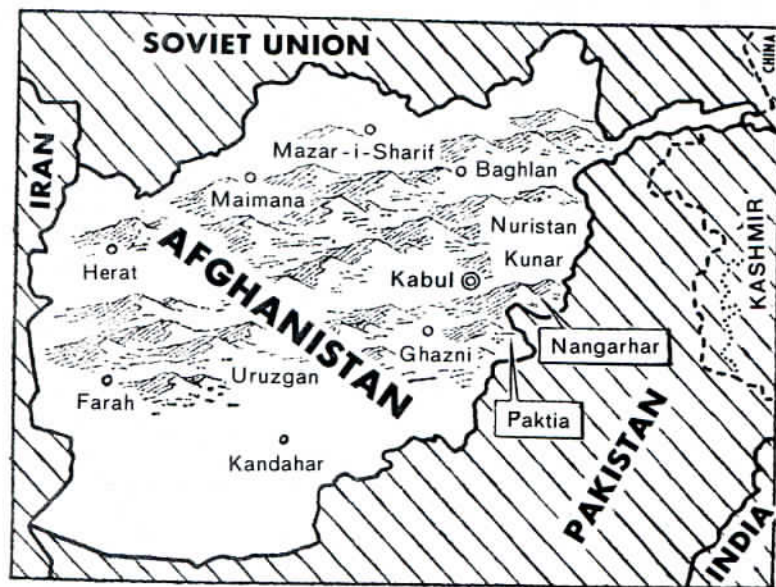 SOVIET UNION
CHINA
IRAN
Mazar-i-Sharif
Baghlan
Maimana
Nuristan
Kunar
AFGHANISTAN
Herat
Kabul
KASHMIR
Ghazni
Nangarhar
Uruzgan
Farah
Paktia
Kandahar
PAKISTAN
INDIA